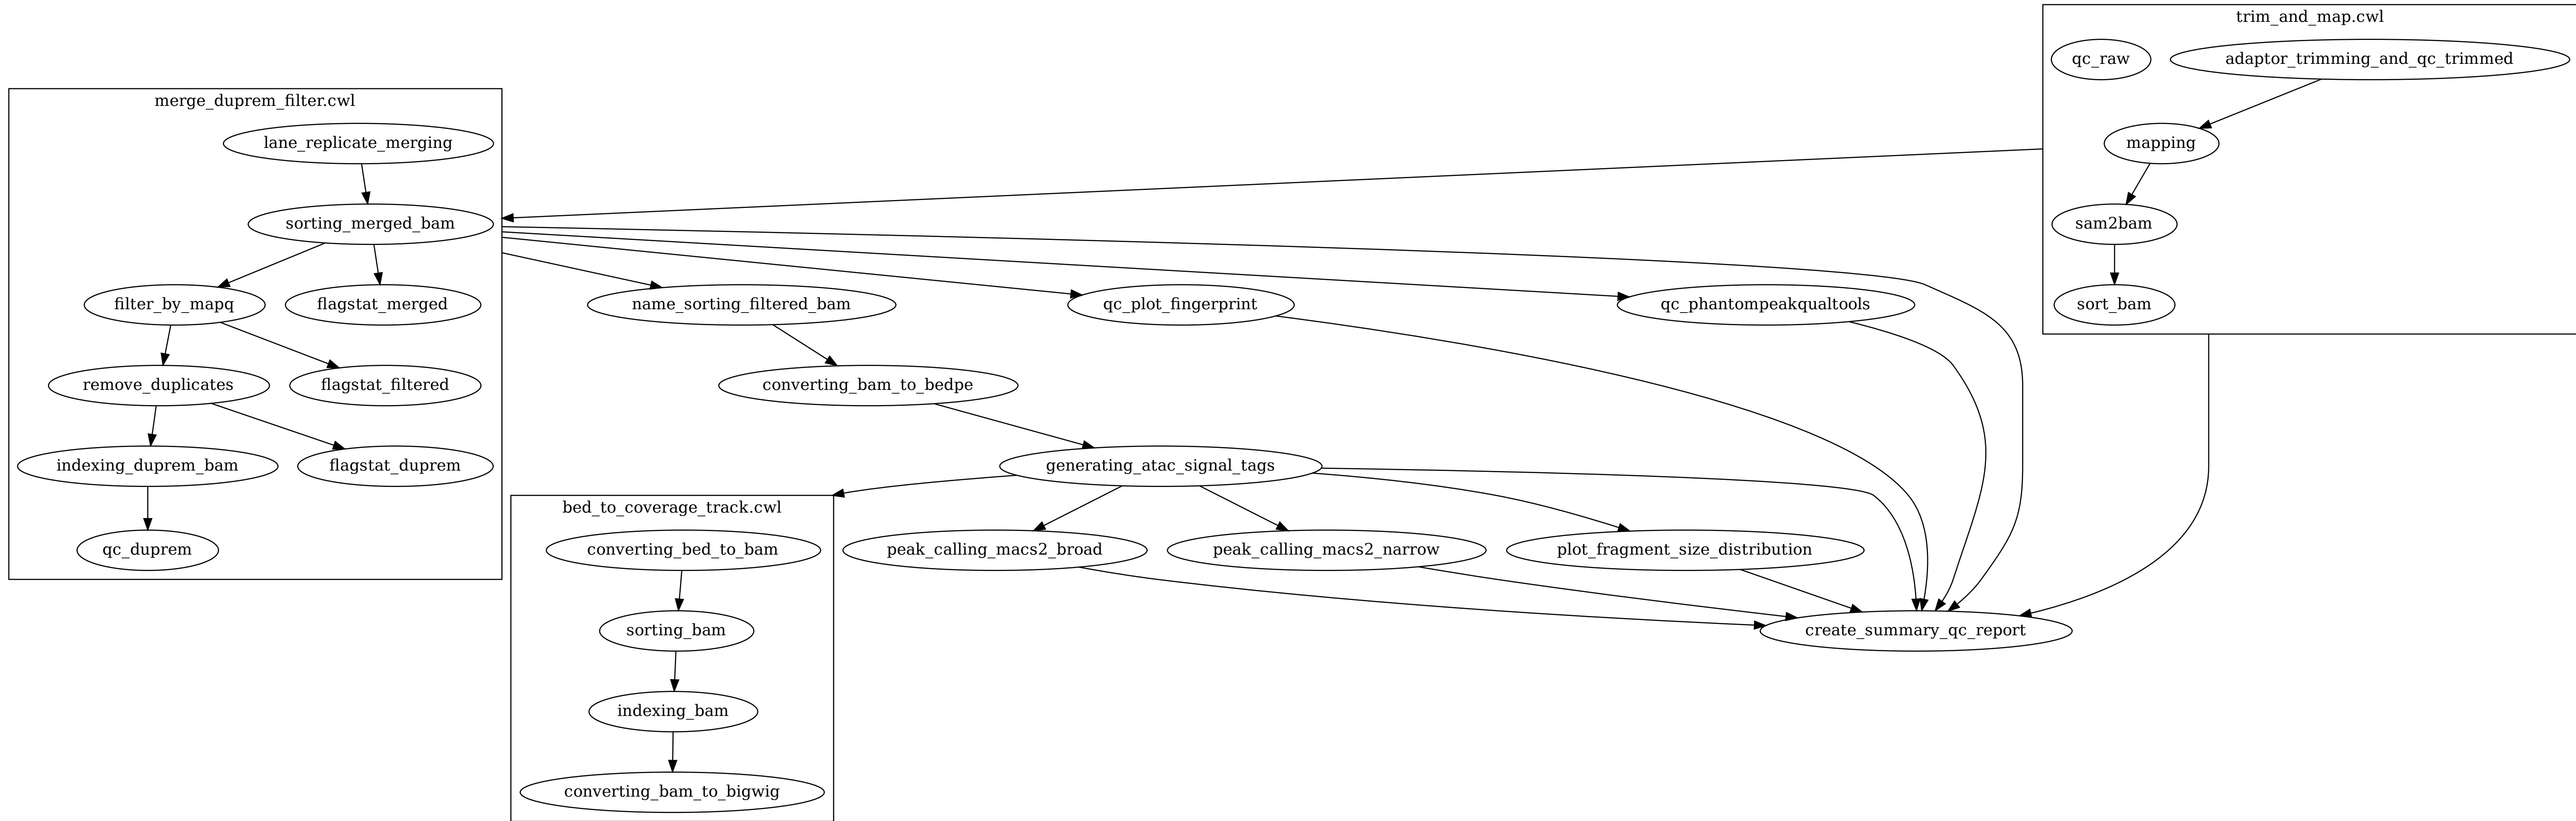 trim_and_map.cwl
qc_raw
adaptor_trimming_and_qc_trimmed
mapping
sam2bam
sort_bam
merge_duprem_filter.cwl
lane_replicate_merging
sorting_merged_bam
filter_by_mapq
flagstat_merged
remove_duplicates
flagstat_filtered
indexing_duprem_bam
flagstat_duprem
qc_duprem
name_sorting_filtered_bam
qc_plot_fingerprint
qc_phantompeakqualtools
converting_bam_to_bedpe
generating_atac_signal_tags
bed_to_coverage_track.cwl
converting_bed_to_bam
sorting_bam
indexing_bam
converting_bam_to_bigwig
peak_calling_macs2_broad
peak_calling_macs2_narrow
plot_fragment_size_distribution
create_summary_qc_report